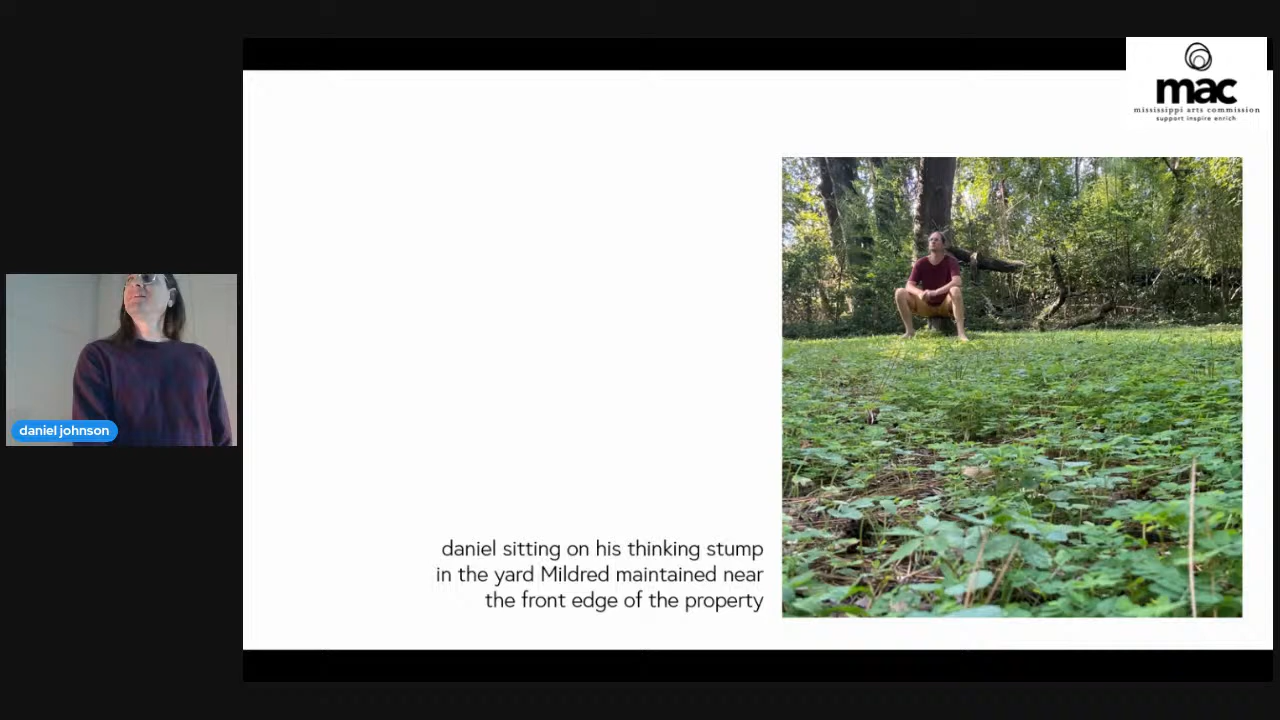 mac
mississippi arts commission
support inspire enrich
daniel johnson
daniel sitting on his thinking stump
in the yard Mildred maintained near
the front edge of the property